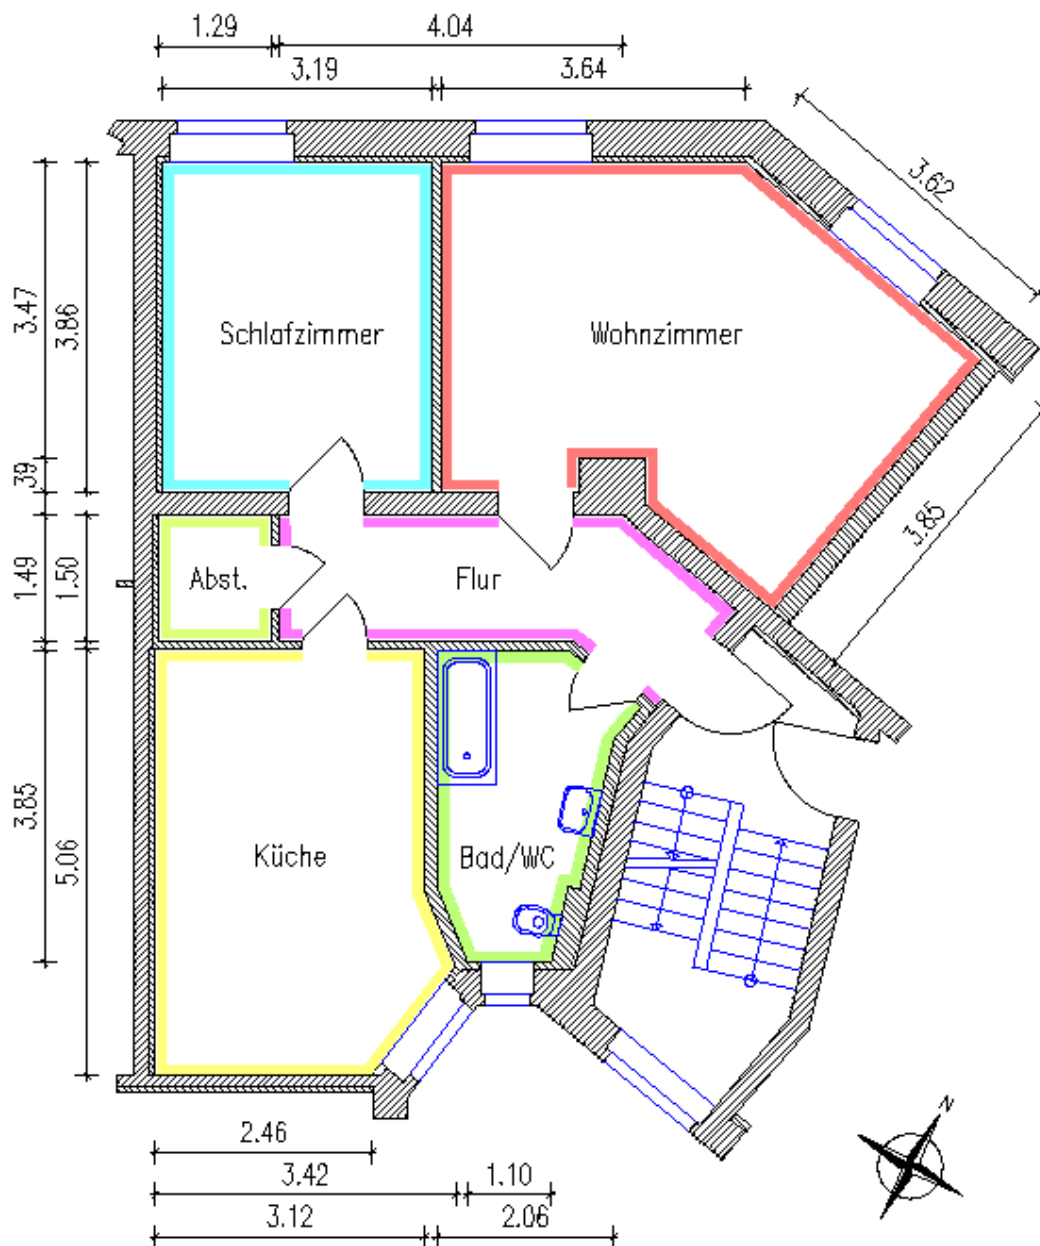 1.29
4.04
3.19
3.64
3.62
3.47
3.86
Schlafzimmer
Wohnzimmer
.39
3.85
1.49
1.50
Abst.
Flur
3.85
5.06
Küche
Bad/WC
N
2.46
3.42
1.10
3.12
2.06